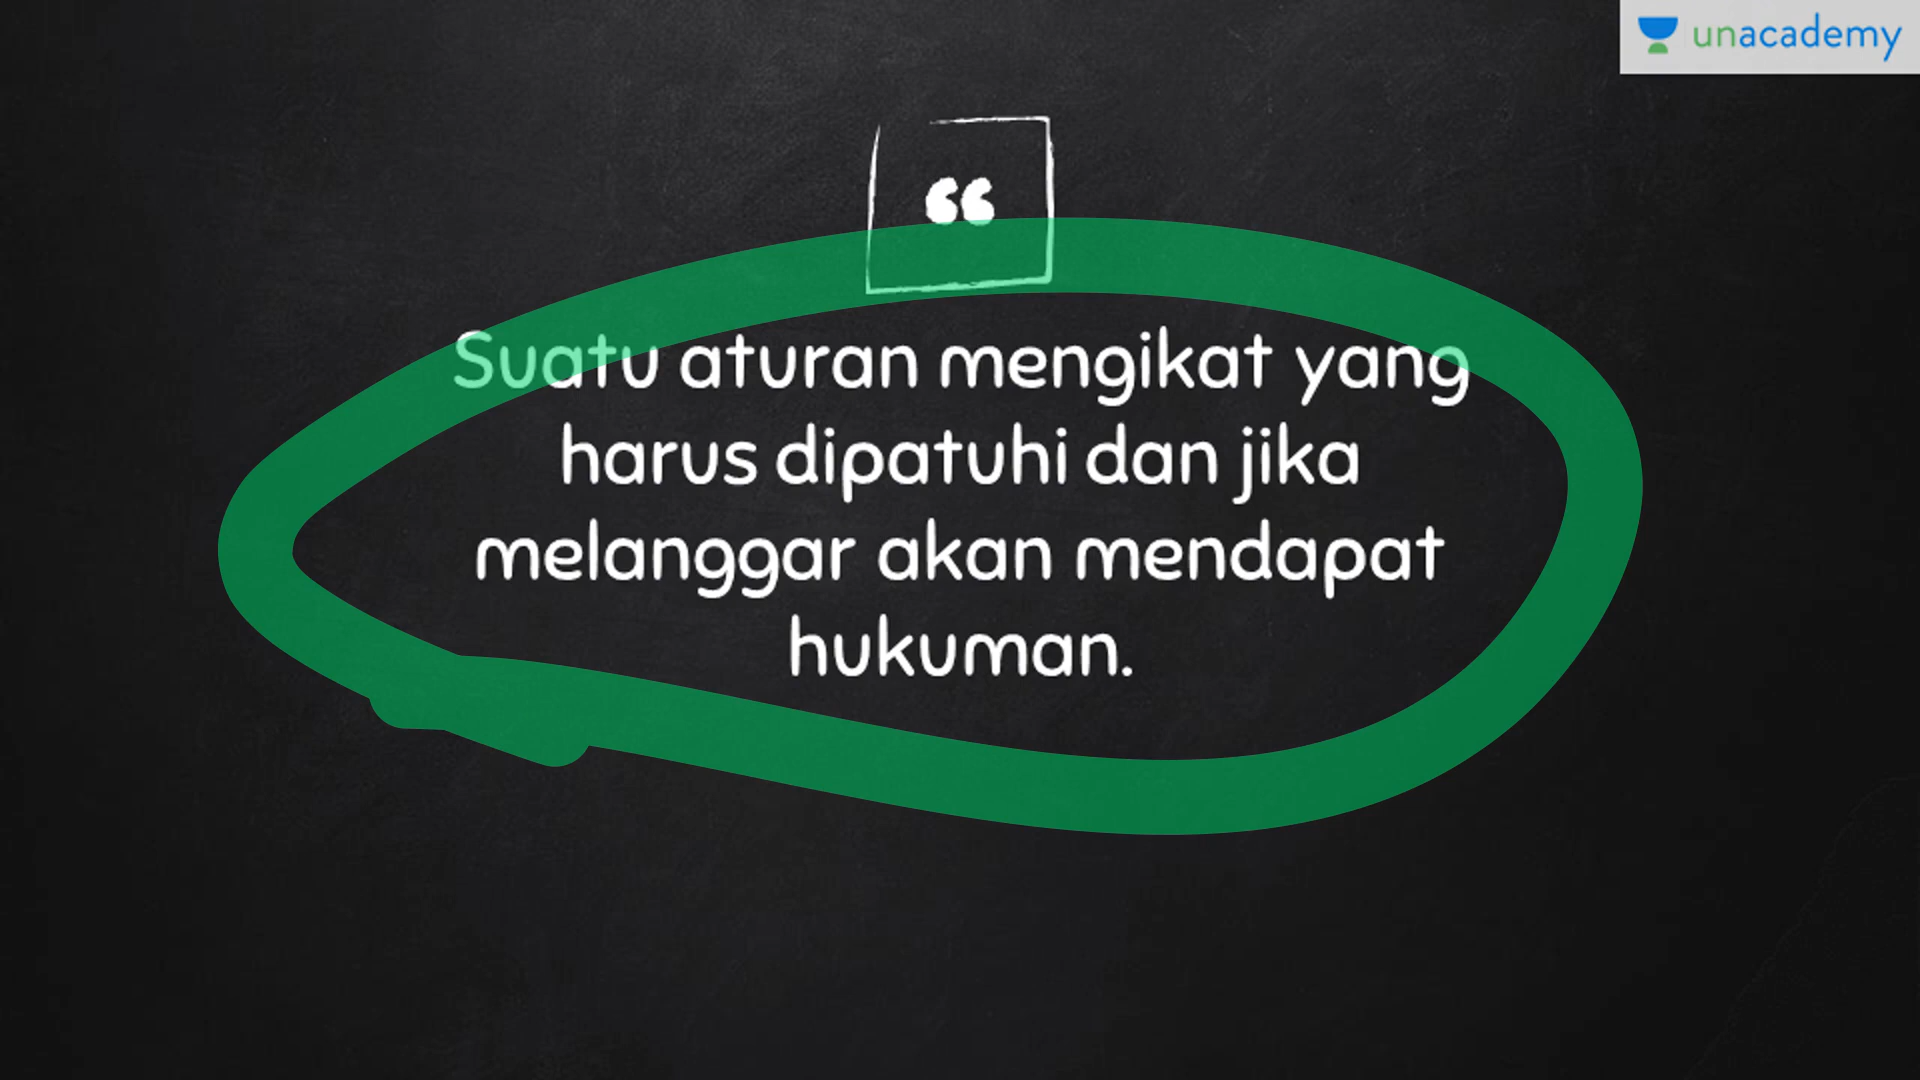 unacademy
“
Suatu aturan mengikat yang
harus dipatuhi dan jika
melanggar akan mendapat
hukuman.